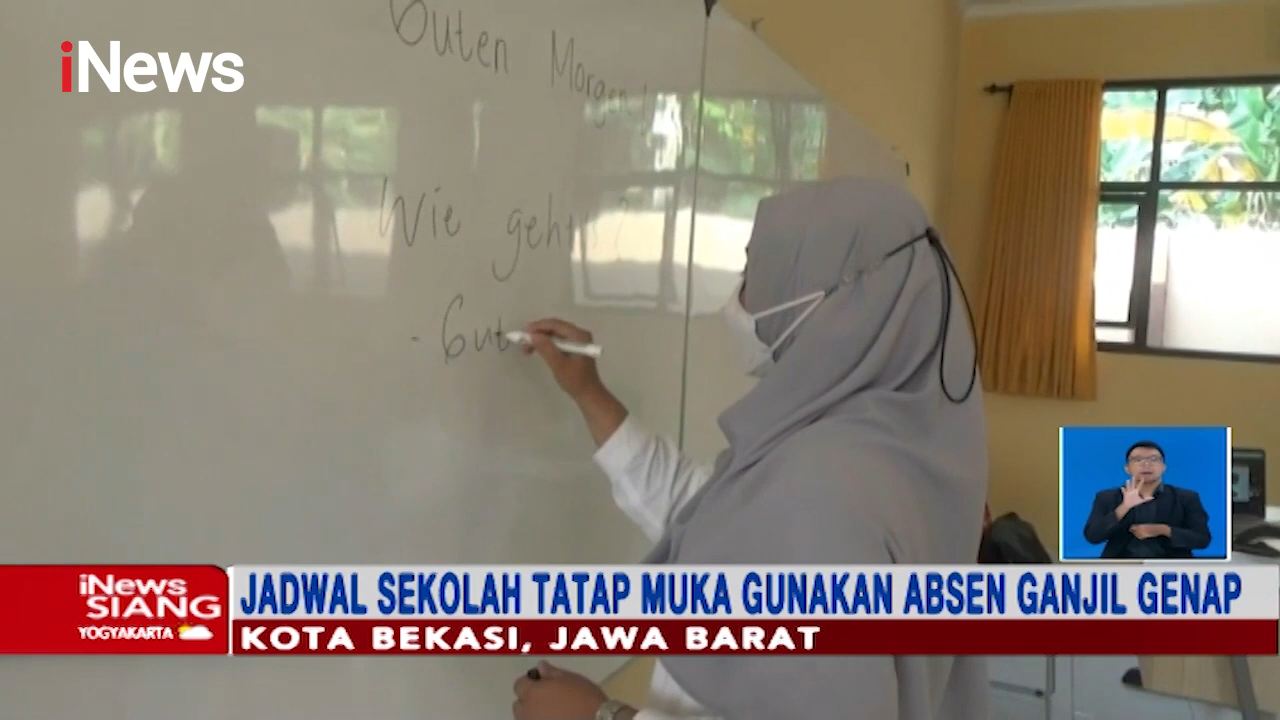 iNews
Guten Morgen!
Wie geht's?
- Gut
iNews
SIANG
YOGYAKARTA
JADWAL SEKOLAH TATAP MUKA GUNAKAN ABSEN GANJIL GENAP
KOTA BEKASI, JAWA BARAT